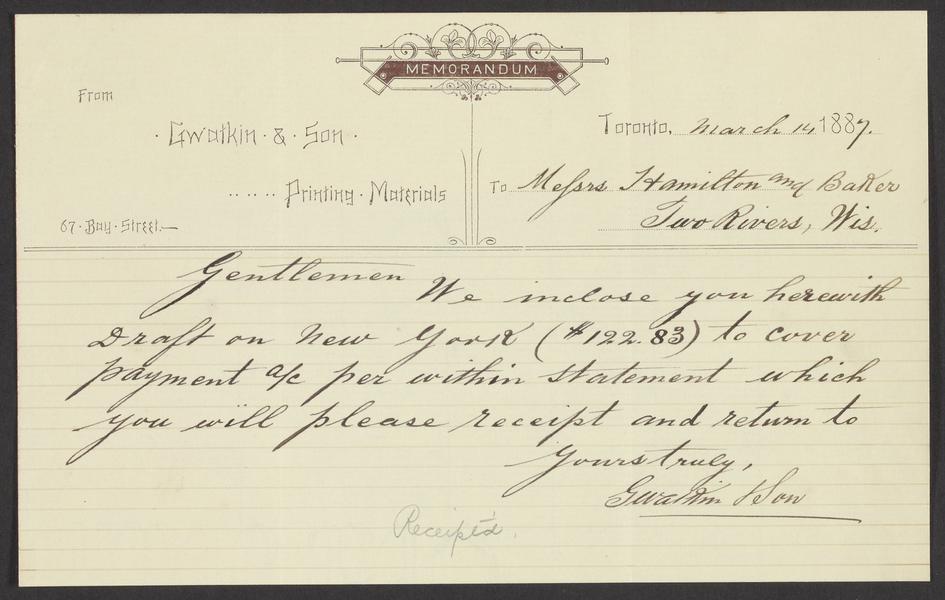 MEMORANDUM
From
· Gwatkin · & · Son ·
····· Printing · Materials
67 · Bay · Street.—
Toronto, March 14 1887.
To Messrs Hamilton and Baker
Two Rivers, Wis.
Gentlemen
We inclose you herewith
Draft on New York ($122.83) to cover
payment a/c per within statement which
you will please receipt and return to
Yours truly,
Gwatkin & Son
Receipt'd.